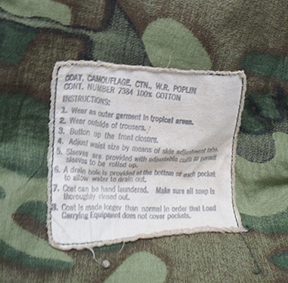 COAT, CAMOUFLAGE, CTN., W.R. POPLIN
CONT. NUMBER 7384 100% COTTON
INSTRUCTIONS:
1. Wear as outer garment in tropical areas.
2. Wear outside of trousers.
3. Button up the front closure.
4. Adjust waist size by means of side adjustment tabs.
5. Sleeves are provided with adjustable cuffs to permit
sleeves to be rolled up.
6. A drain hole is provided at the bottom of each pocket
to allow water to drain out.
7. Coat can be hand laundered. Make sure all soap is
thoroughly rinsed out.
8. Coat is made longer than normal in order that Load
Carrying Equipment does not cover pockets.